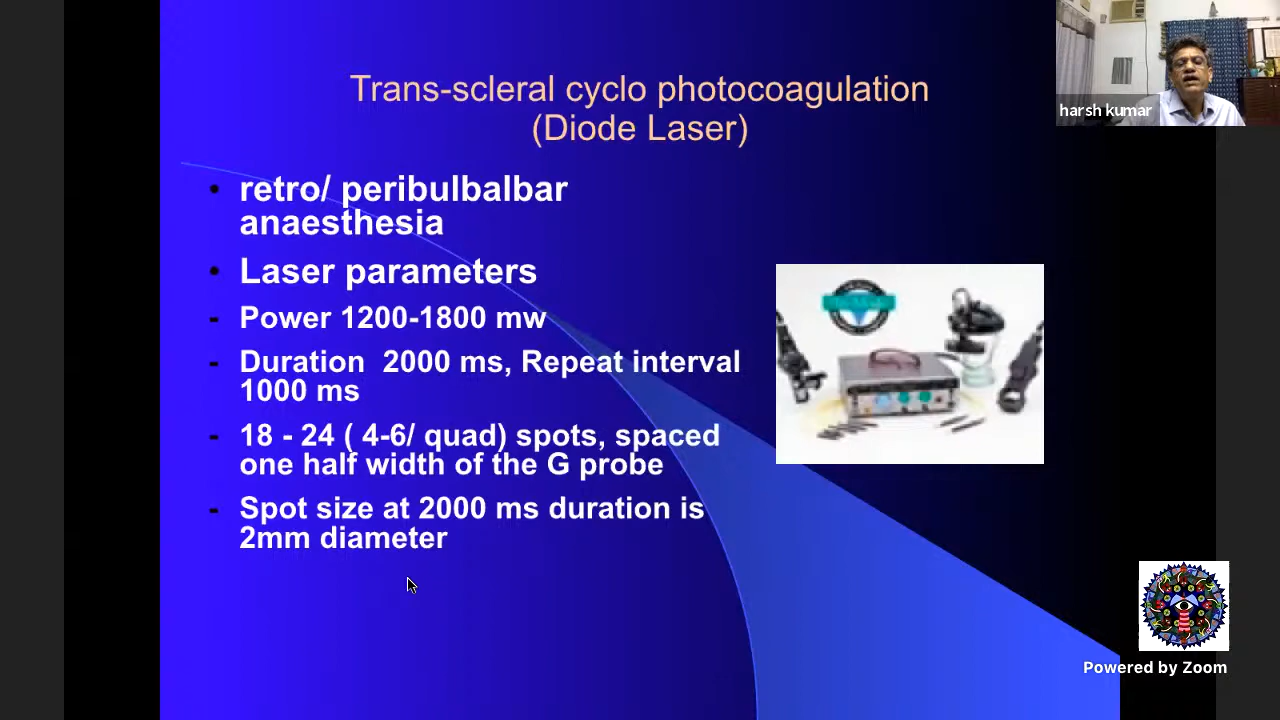 Trans-scleral cyclo photocoagulation
(Diode Laser)
harsh kumar
• retro/ peribulbalbar
anaesthesia
• Laser parameters
- Power 1200-1800 mw
- Duration  2000 ms, Repeat interval
1000 ms
- 18 - 24 ( 4-6/ quad) spots, spaced
one half width of the G probe
- Spot size at 2000 ms duration is
2mm diameter
Powered by Zoom